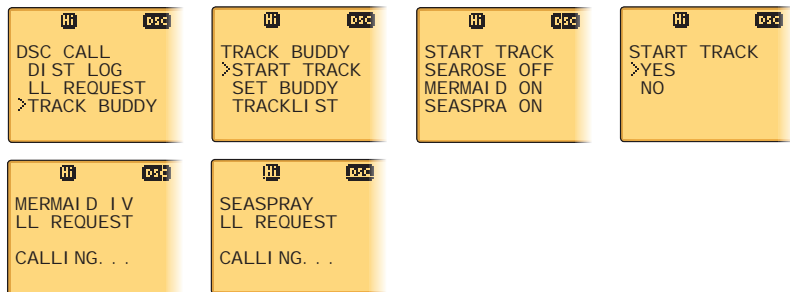 Hi DSC
DSC CALL
DIST LOG
LL REQUEST
>TRACK BUDDY
Hi DSC
TRACK BUDDY
>START TRACK
SET BUDDY
TRACKLIST
Hi DSC
START TRACK
SEAROSE OFF
MERMAID ON
SEASPRA ON
Hi DSC
START TRACK
>YES
NO
Hi DSC
MERMAID IV
LL REQUEST
CALLING...
Hi DSC
SEASPRAY
LL REQUEST
CALLING...